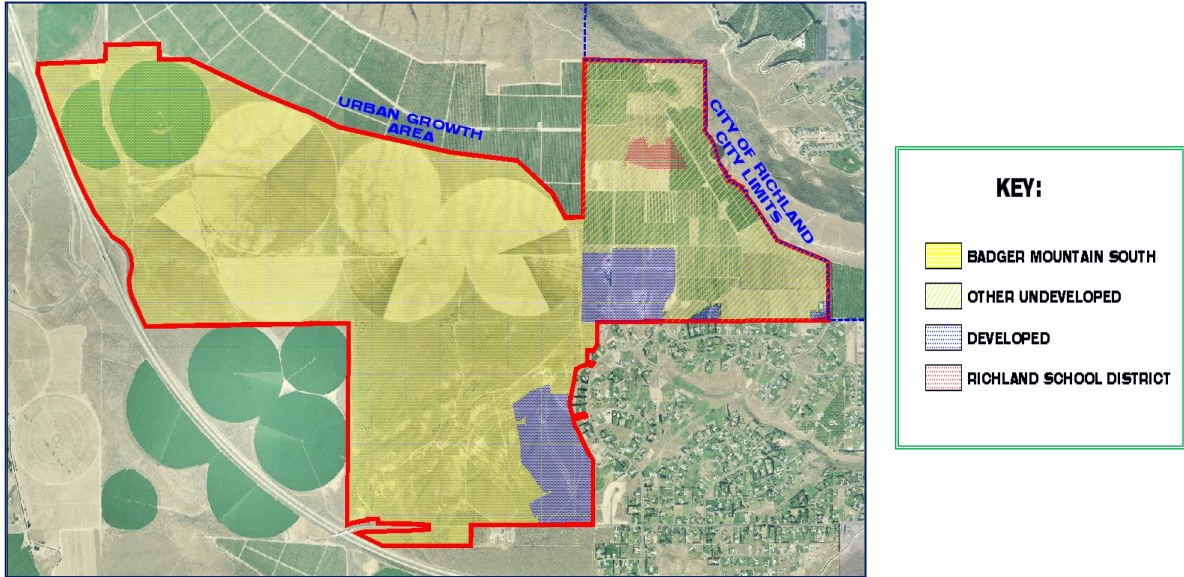 URBAN GROWTH
AREA
CITY OF RICHLAND
CITY LIMITS
KEY:
BADGER MOUNTAIN SOUTH
OTHER UNDEVELOPED
DEVELOPED
RICHLAND SCHOOL DISTRICT